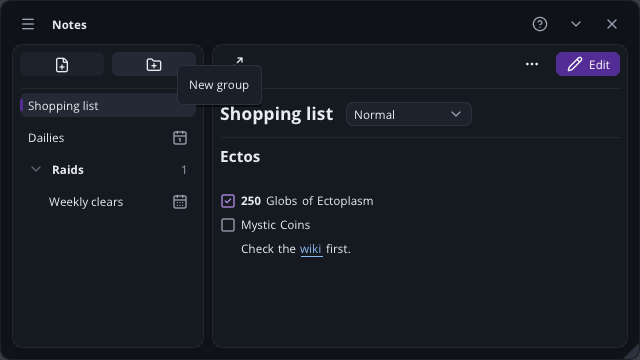 Notes
New group
Edit
Shopping list
Dailies
Raids 1
Weekly clears
Shopping list Normal
Ectos
250 Globs of Ectoplasm
Mystic Coins
Check the wiki first.